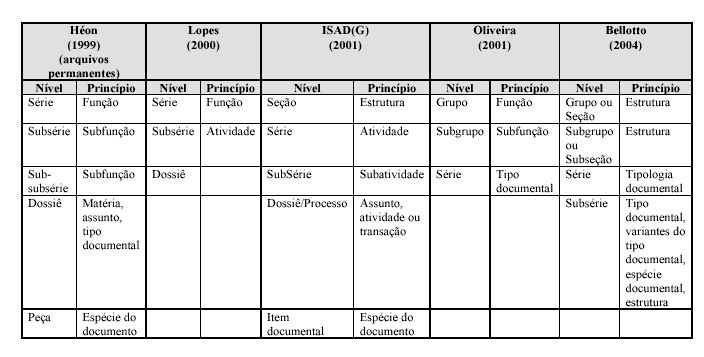 Héon
(1999)
(arquivos
permanentes)
Lopes
(2000)
ISAD(G)
(2001)
Oliveira
(2001)
Bellotto
(2004)
Nível Princípio Nível Princípio Nível Princípio Nível Princípio Nível Princípio
Série Função Série Função Seção Estrutura Grupo Função Grupo ou
Seção
Estrutura
Subsérie Subfunção Subsérie Atividade Série Atividade Subgrupo Subfunção Subgrupo
ou
Subseção
Estrutura
Sub-
subsérie
Subfunção Dossiê SubSérie Subatividade Série Tipo
documental
Série Tipologia
documental
Dossiê Matéria,
assunto,
tipo
documental
Dossiê/Processo Assunto,
atividade ou
transação
Subsérie Tipo
documental,
variantes do
tipo
documental,
espécie
documental,
estrutura
Peça Espécie do
documento
Item
documental
Espécie do
documento